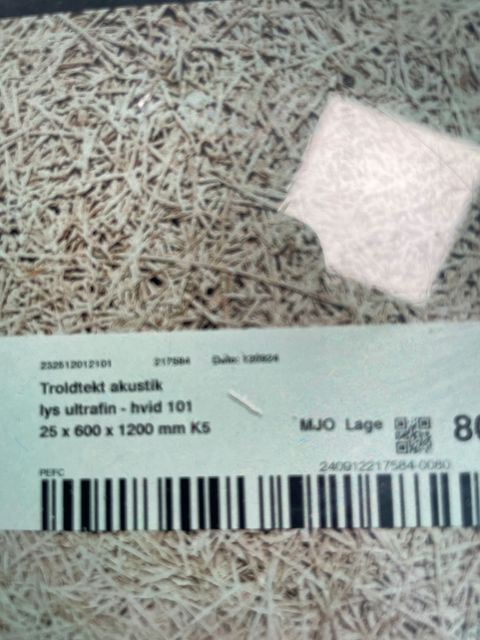 232512012101 217584
Troldtekt akustik
lys ultrafin - hvid 101
25 x 600 x 1200 mm K5
MJO Lage
PEFC
240912217584-0080